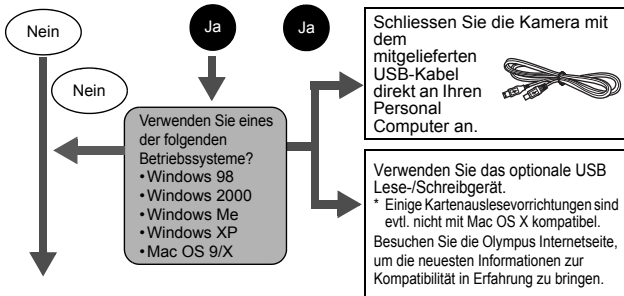 Nein
Ja
Ja
Nein
Verwenden Sie eines
der folgenden
Betriebssysteme?
•Windows 98
•Windows 2000
•Windows Me
•Windows XP
•Mac OS 9/X
Schliessen Sie die Kamera mit
dem
mitgelieferten
USB-Kabel
direkt an Ihren
Personal
Computer an.
Verwenden Sie das optionale USB
Lese-/Schreibgerät.
* Einige Kartenauslesevorrichtungen sind
evtl. nicht mit Mac OS X kompatibel.
Besuchen Sie die Olympus Internetseite,
um die neuesten Informationen zur
Kompatibilität in Erfahrung zu bringen.